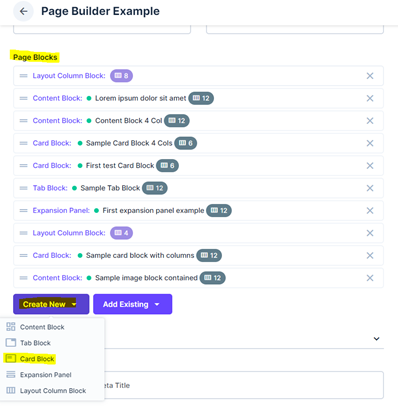 Page Builder Example
Page Blocks
Layout Column Block: 8
Content Block: Lorem ipsum dolor sit amet 12
Content Block: Content Block 4 Col 12
Card Block: Sample Card Block 4 Cols 6
Card Block: First test Card Block 6
Tab Block: Sample Tab Block 12
Expansion Panel: First expansion panel example 12
Layout Column Block: 4
Card Block: Sample card block with columns 12
Content Block: Sample image block contained 12
Create New
Add Existing
Content Block
Tab Block
Card Block
Expansion Panel
eta Title
Layout Column Block